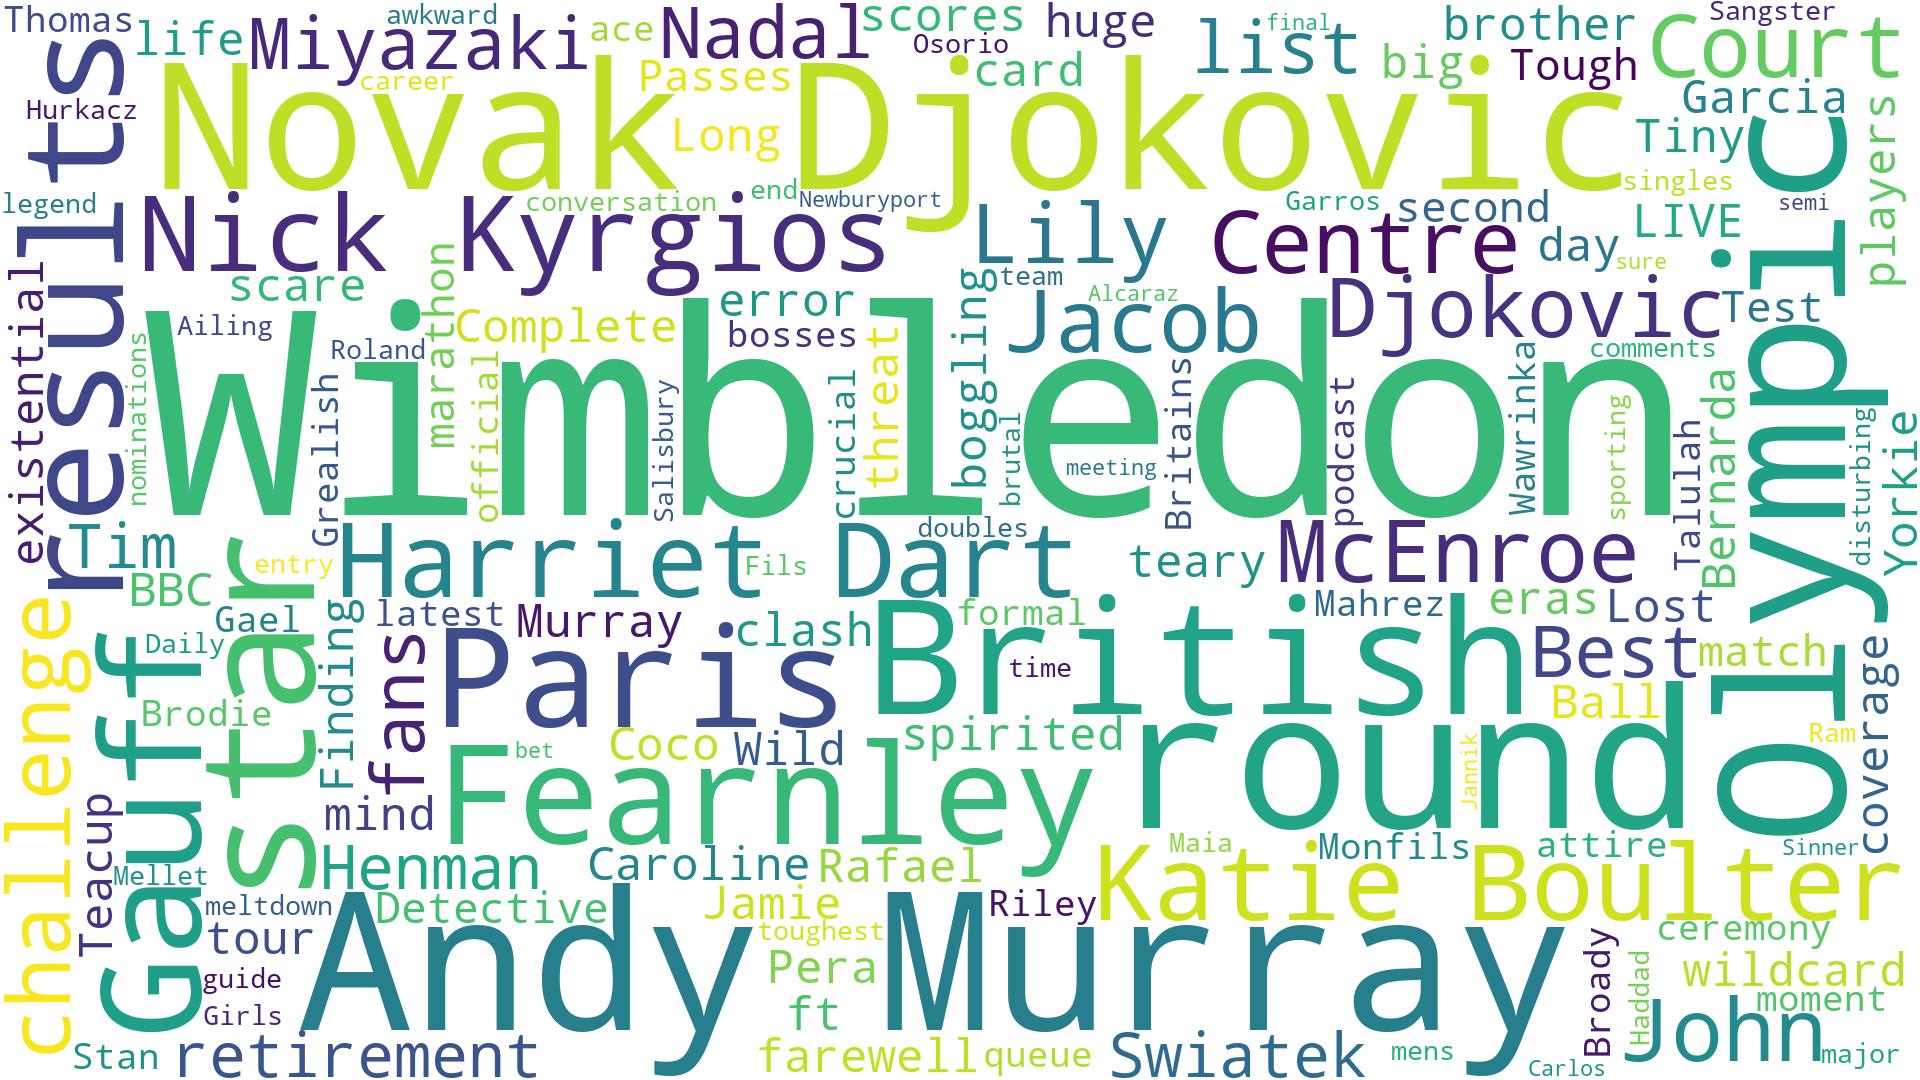 Thomas
awkward
life
Miyazaki
ace
Nadal
scores
Osorio
huge
final
list
brother
Sangster
Court
big
Tough
card
Passes
career
Hurkacz
Novak Djokovic
Long
Garcia
Tiny
players
results
singles
legend
conversation
end
Newburyport
Garros
second
semi
LIVE
Nick Kyrgios
Lily
Centre
day
sure
scare
marathon
team
boggling
Alcaraz
error
Jacob
Djokovic
Test
Olympic
existential
Ailing
Complete
bosses
Roland
comments
nominations
Wimbledon
Grealish
official
Salisbury
crucial
threat
brutal
meeting
Britains
podcast
Wawrinka
sporting
Talulah
Bernarda
disturbing
Yorkie
Tim
entry
Harriet Dart
doubles
Fils
teary
McEnroe
BBC
star
Gael
latest
Murray
clash
formal
Mahrez
eras
Lost
Daily
challenge
Gauff
Finding
fans
Paris
British
time
Best
match
Brodie
Ball
coverage
Coco
Wild
spirited
bet
Fearnley
round
Jannik
Ram
mind
Teacup
Maia
Monfils
attire
Sinner
Henman
Caroline
Rafael
Mellet
Katie Boulter
meltdown
Detective
Jamie
Riley
tour
toughest
ceremony
Andy Murray
Pera
Broady
Haddad
wildcard
guide
Girls
ft
moment
John
Stan
retirement
farewell
queue
Swiatek
mens
Carlos
major